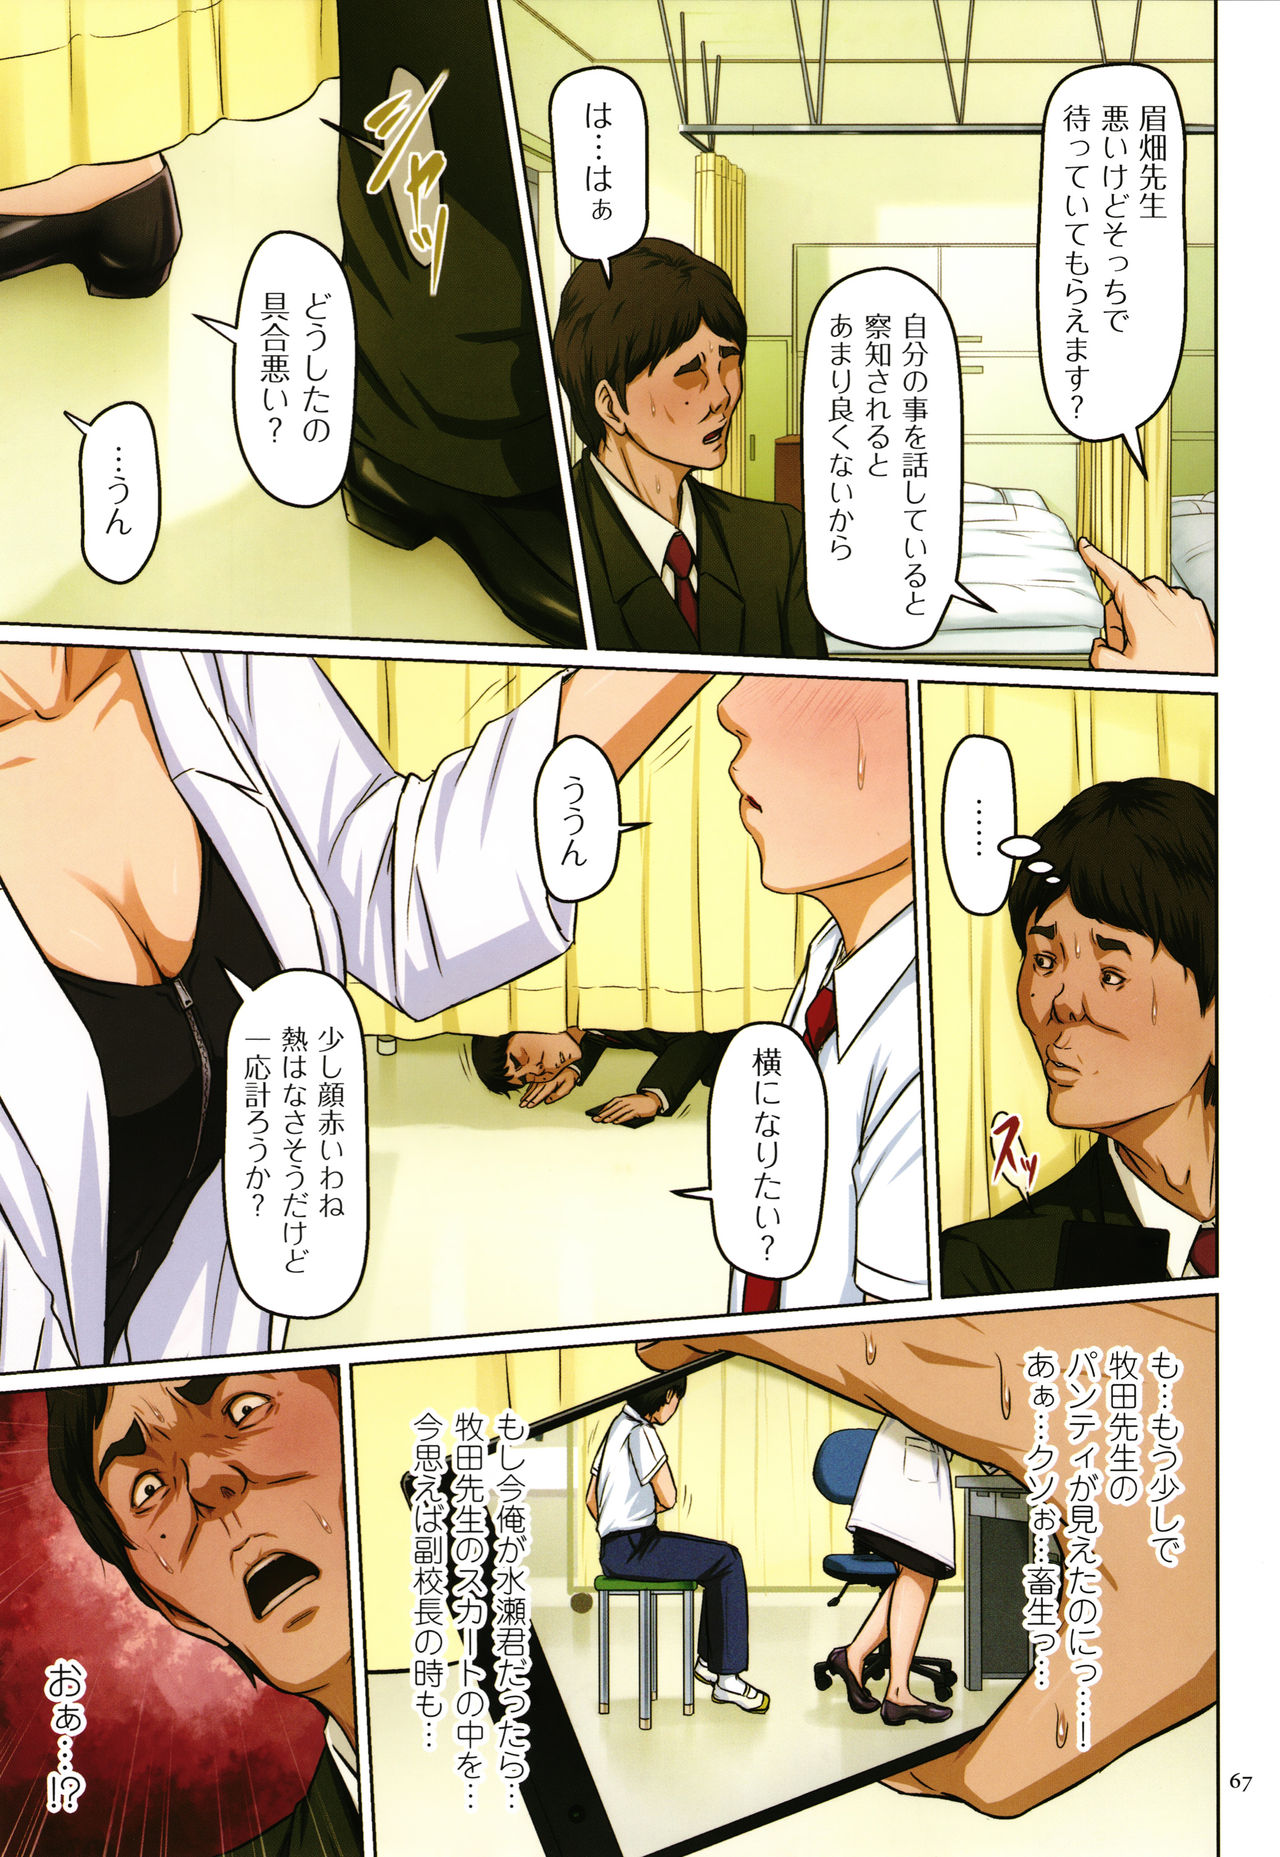 眉畑先生
悪いけどそっちで
待っていてもらえます？
自分の事を話していると
察知されると
あまり良くないから
は…はぁ
シャッ
どうしたの
具合悪い？
…うん
……
スッ
横になりたい？
ううん
少し顔赤いわね
熱はなさそうだけど
一応計ろうか？
も…もう少しで
牧田先生の
パンティが見えたのにっ…！
あぁ…クソぉ…畜生っ…
もし今俺が水瀬君だったら…
牧田先生のスカートの中を…
今思えば副校長の時も…
おぁ…!?
67